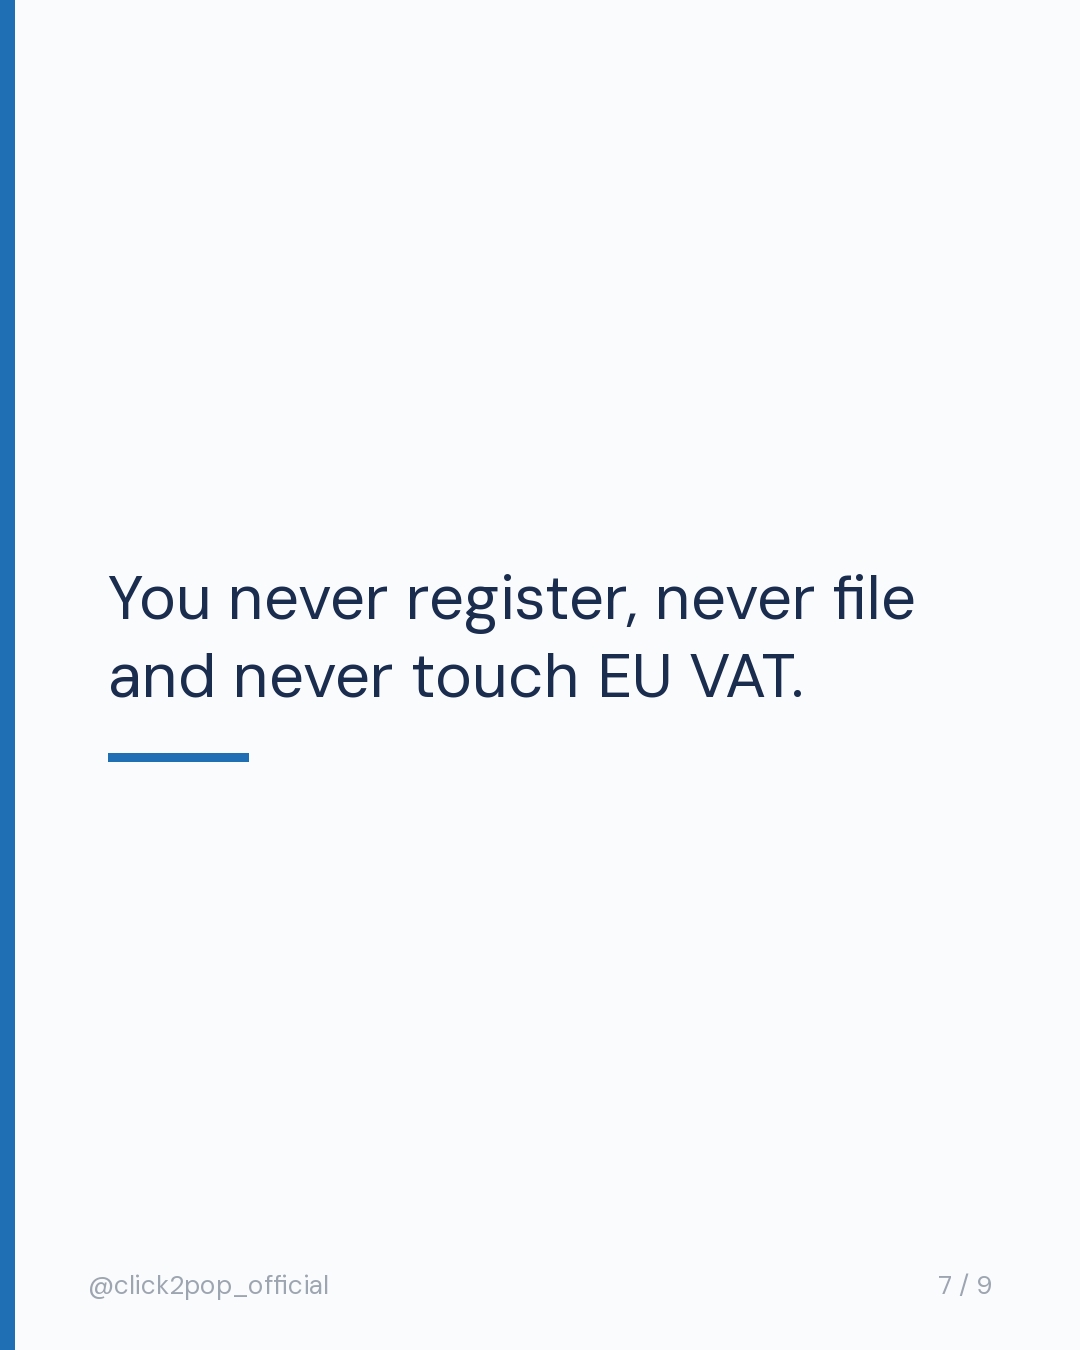 You never register, never file
and never touch EU VAT.
@click2pop_official
7 / 9